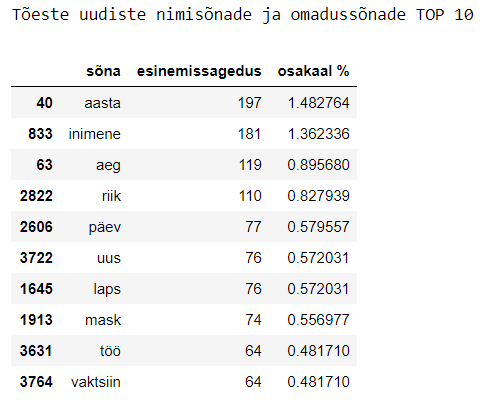 Tõeste uudiste nimisõnade ja omadussõnade TOP 10
sõna esinemissagedus osakaal %
40 aasta 197 1.482764
833 inimene 181 1.362336
63 aeg 119 0.895680
2822 riik 110 0.827939
2606 päev 77 0.579557
3722 uus 76 0.572031
1645 laps 76 0.572031
1913 mask 74 0.556977
3631 töö 64 0.481710
3764 vaktsiin 64 0.481710